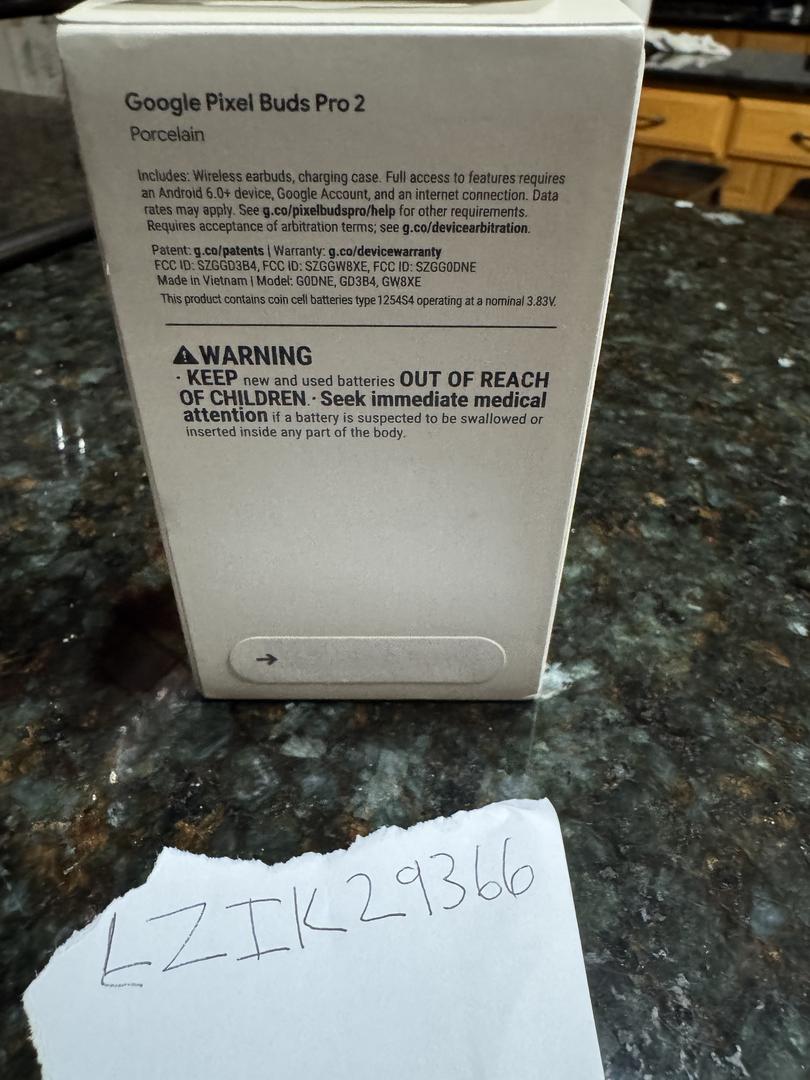 Google Pixel Buds Pro 2
Porcelain
Includes: Wireless earbuds, charging case. Full access to features requires
an Android 6.0+ device, Google Account, and an internet connection. Data
rates may apply. See g.co/pixelbudspro/help for other requirements.
Requires acceptance of arbitration terms; see g.co/devicearbitration.
Patent: g.co/patents | Warranty: g.co/devicewarranty
FCC ID: SZGGD3B4, FCC ID: SZGGW8XE, FCC ID: SZGG0DNE
Made in Vietnam | Model: G0DNE, GD3B4, GW8XE
This product contains coin cell batteries type 1254S4 operating at a nominal 3.83V.
⚠WARNING
· KEEP new and used batteries OUT OF REACH
OF CHILDREN. · Seek immediate medical
attention if a battery is suspected to be swallowed or
inserted inside any part of the body.
→
LZIK29366